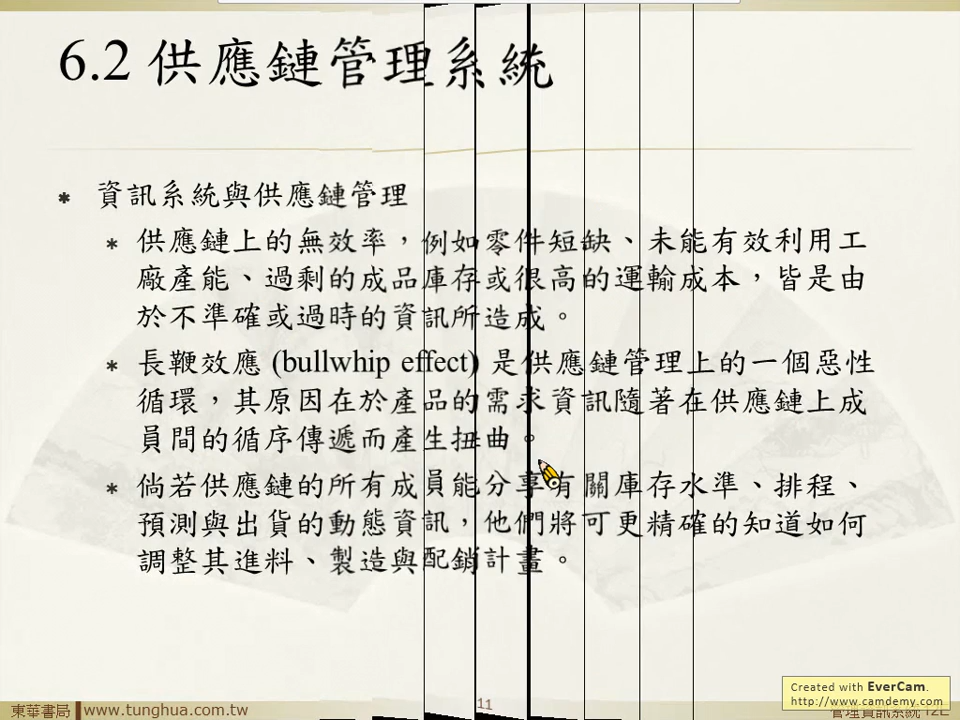 6.2 供應鏈管理系統
資訊系統與供應鏈管理
供應鏈上的無效率，例如零件短缺、未能有效利用工
廠產能、過剩的成品庫存或很高的運輸成本，皆是由
於不準確或過時的資訊所造成。
長鞭效應 (bullwhip effect) 是供應鏈管理上的一個惡性
循環，其原因在於產品的需求資訊隨著在供應鏈上成
員間的循序傳遞而產生扭曲。
倘若供應鏈的所有成員能分享有關庫存水準、排程、
預測與出貨的動態資訊，他們將可更精確的知道如何
調整其進料、製造與配銷計畫。
東華書局 www.tunghua.com.tw
11
Created with EverCam.
http://www.camdemy.com
管理資訊系統 12E